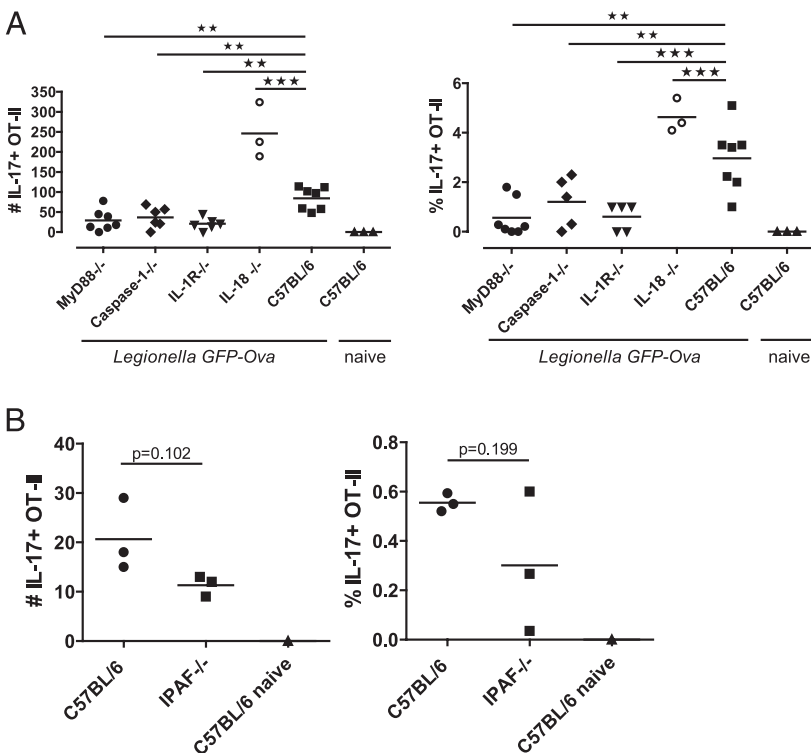 A
★★
★★
★★
★★★
# IL-17+ OT-II
350
300
250
200
150
100
50
0
MyD88-/-
Caspase-1-/-
IL-1R-/-
IL-18 -/-
C57BL/6
C57BL/6
Legionella GFP-Ova
naive
★★
★★
★★★
★★★
% IL-17+ OT-II
6
4
2
0
MyD88-/-
Caspase-1-/-
IL-1R-/-
IL-18 -/-
C57BL/6
C57BL/6
Legionella GFP-Ova
naive
B
p=0.102
# IL-17+ OT-II
40
30
20
10
0
C57BL/6
IPAF-/-
C57BL/6 naive
p=0.199
% IL-17+ OT-II
0.8
0.6
0.4
0.2
0.0
C57BL/6
IPAF-/-
C57BL/6 naive